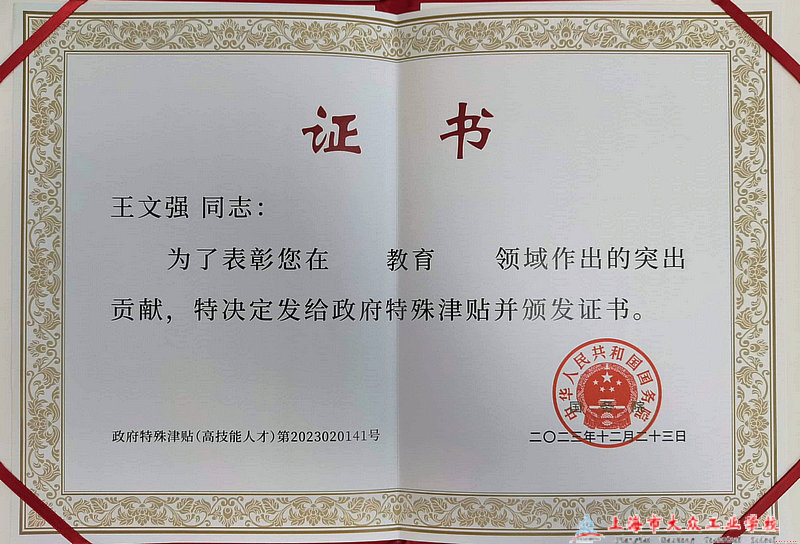 证 书
王文强 同志：
为了表彰您在 教育 领域作出的突出
贡献，特决定发给政府特殊津贴并颁发证书。
中华人民共和国国务院
国务院
政府特殊津贴(高技能人才)第2023020141号
二〇二三年十二月二十三日
上海市大众工业学校